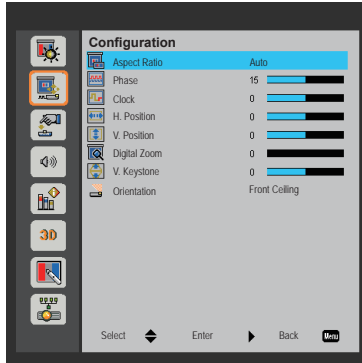 Configuration
Aspect Ratio Auto
Phase 15
Clock 0
H. Position 0
V. Position 0
Digital Zoom 0
V. Keystone 0
Orientation Front Ceiling
3D
Select Enter Back Menu